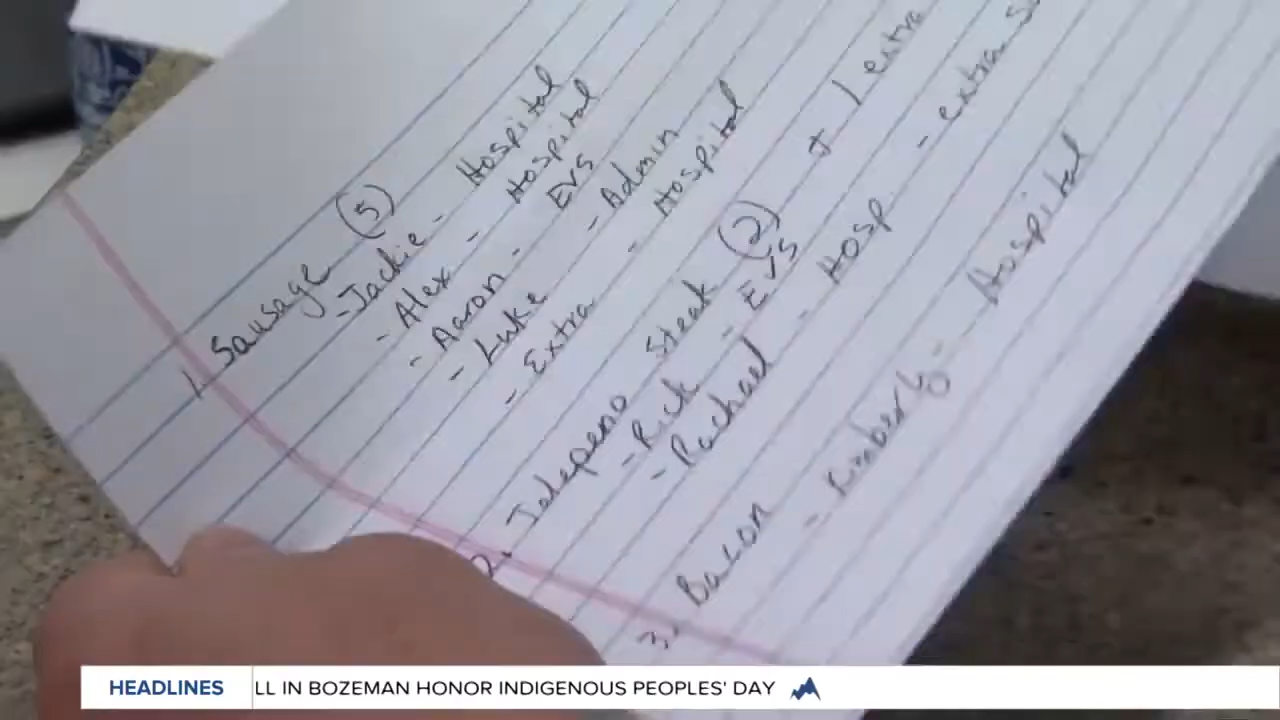 1. Sausage (5)
- Jackie - Hospital
- Alex - Hospital
- Aaron - EVS
- Luke - Admin
- Extra - Hospital
2. Jalepeno Steak (2) + 1 extra
- Rick - EVS
- Rachael - Hosp - extra
3. Bacon - Kimberly - Hospital
HEADLINES LL IN BOZEMAN HONOR INDIGENOUS PEOPLES' DAY